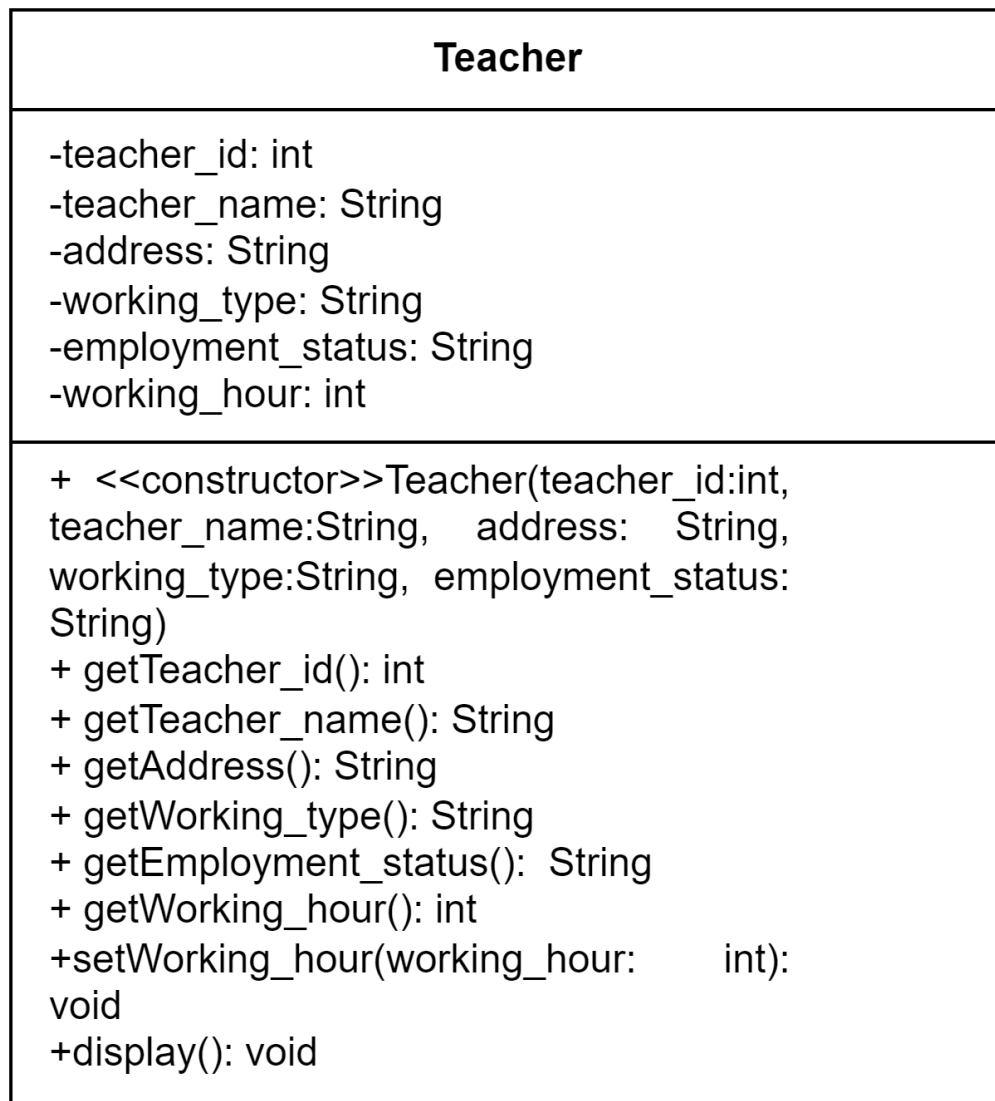 Teacher
-teacher_id: int
-teacher_name: String
-address: String
-working_type: String
-employment_status: String
-working_hour: int
+ <<constructor>>Teacher(teacher_id:int,
teacher_name:String, address: String,
working_type:String, employment_status:
String)
+ getTeacher_id(): int
+ getTeacher_name(): String
+ getAddress(): String
+ getWorking_type(): String
+ getEmployment_status(): String
+ getWorking_hour(): int
+setWorking_hour(working_hour: int):
void
+display(): void